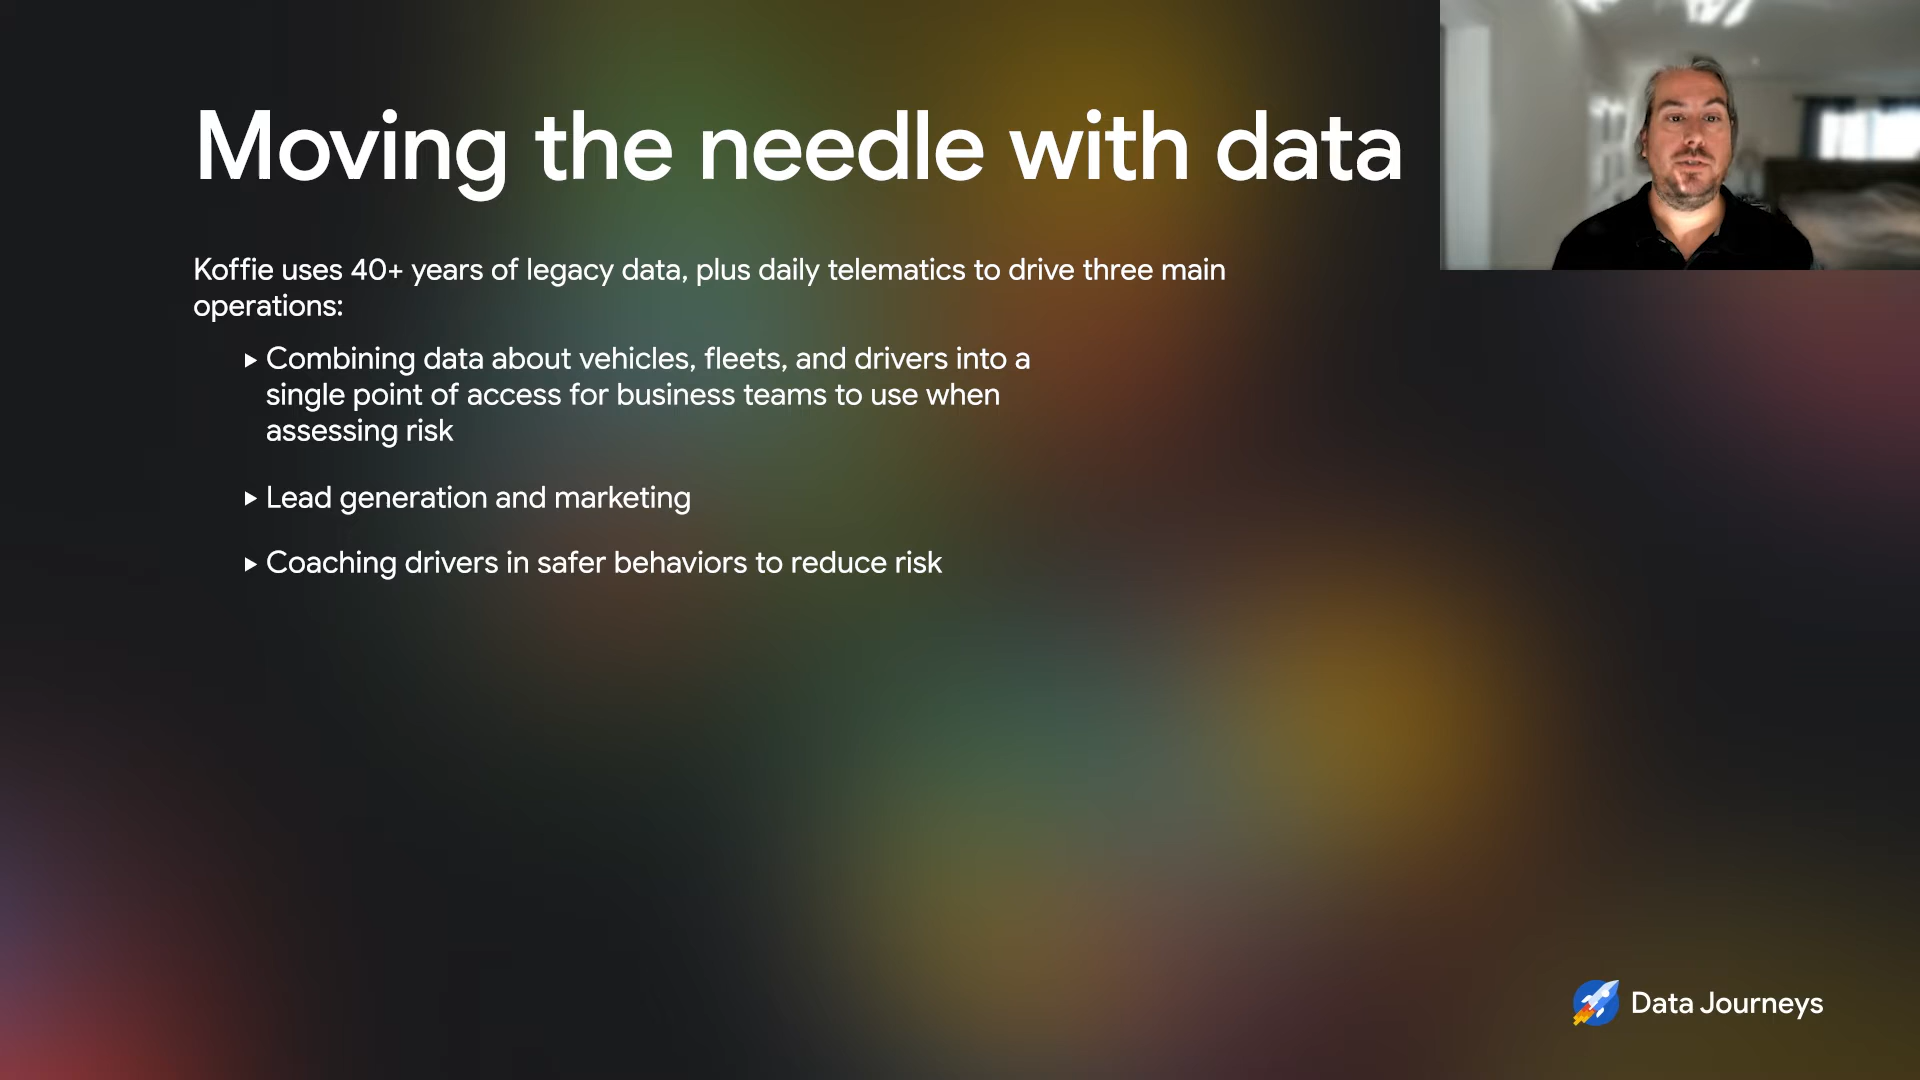 Moving the needle with data
Koffie uses 40+ years of legacy data, plus daily telematics to drive three main
operations:
▸ Combining data about vehicles, fleets, and drivers into a
single point of access for business teams to use when
assessing risk
▸ Lead generation and marketing
▸ Coaching drivers in safer behaviors to reduce risk
Data Journeys